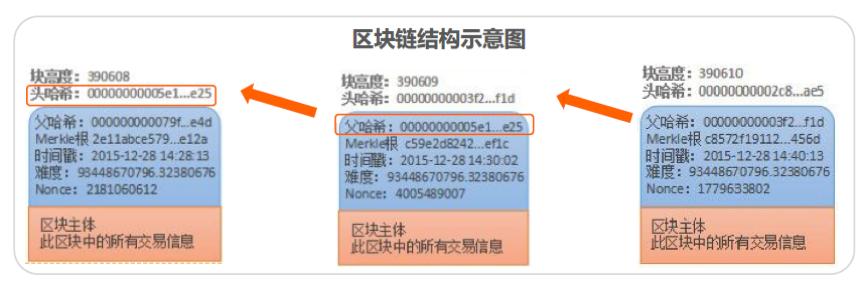 区块链结构示意图
块高度：390608
头哈希：00000000005e1...e25
父哈希：000000000079f...e4d
Merkle根 2e11abce579...e12a
时间戳：2015-12-28 14:28:13
难度：93448670796.32380676
Nonce：2181060612
区块主体
此区块中的所有交易信息
块高度：390609
头哈希：00000000003f2...f1d
父哈希：00000000005e1...e25
Merkle根 c59e2d8242...ef1c
时间戳：2015-12-28 14:30:02
难度：93448670796.32380676
Nonce：4005489007
区块主体
此区块中的所有交易信息
块高度：390610
头哈希：00000000002c8...ae5
父哈希：00000000003f2...f1d
Merkle根 c8572f19112...456d
时间戳：2015-12-28 14:40:13
难度：93448670796.32380676
Nonce：1779633802
区块主体
此区块中的所有交易信息